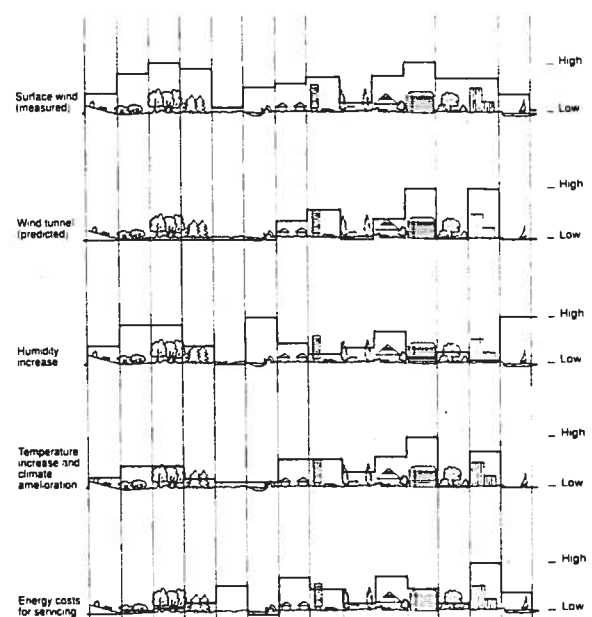 High
Surface wind
(measured)
Low
High
Wind tunnel
(predicted)
Low
High
Humidity
increase
Low
High
Temperature
increase and
climate
amelioration
Low
High
Energy costs
for servicing
Low